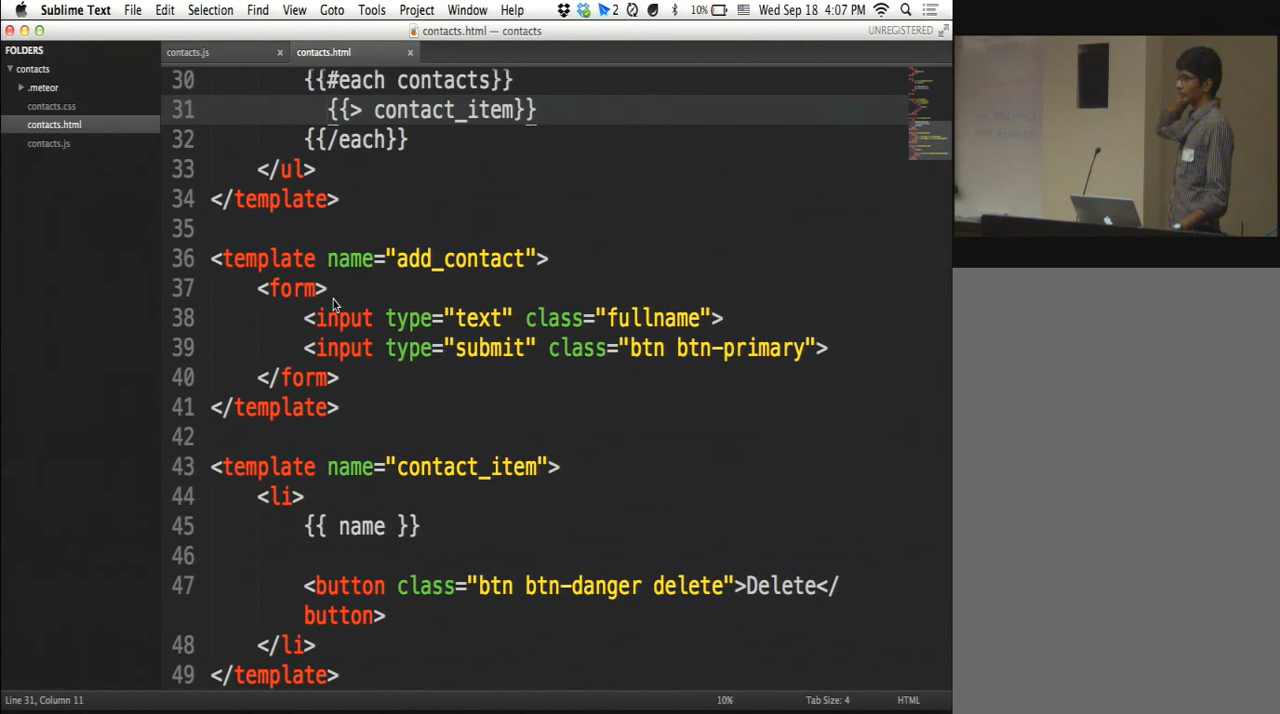 Sublime Text File Edit Selection Find View Goto Tools Project Window Help 2 10% Wed Sep 18 4:07 PM
contacts.html — contacts UNREGISTERED
FOLDERS
contacts
.meteor
contacts.css
contacts.html
contacts.js
contacts.js × contacts.html ×
30 {{#each contacts}}
31 {{> contact_item}}
32 {{/each}}
33 </ul>
34 </template>
35
36 <template name="add_contact">
37 <form>
38 <input type="text" class="fullname">
39 <input type="submit" class="btn btn-primary">
40 </form>
41 </template>
42
43 <template name="contact_item">
44 <li>
45 {{ name }}
46
47 <button class="btn btn-danger delete">Delete</
button>
48 </li>
49 </template>
Line 31, Column 11 10% Tab Size: 4 HTML